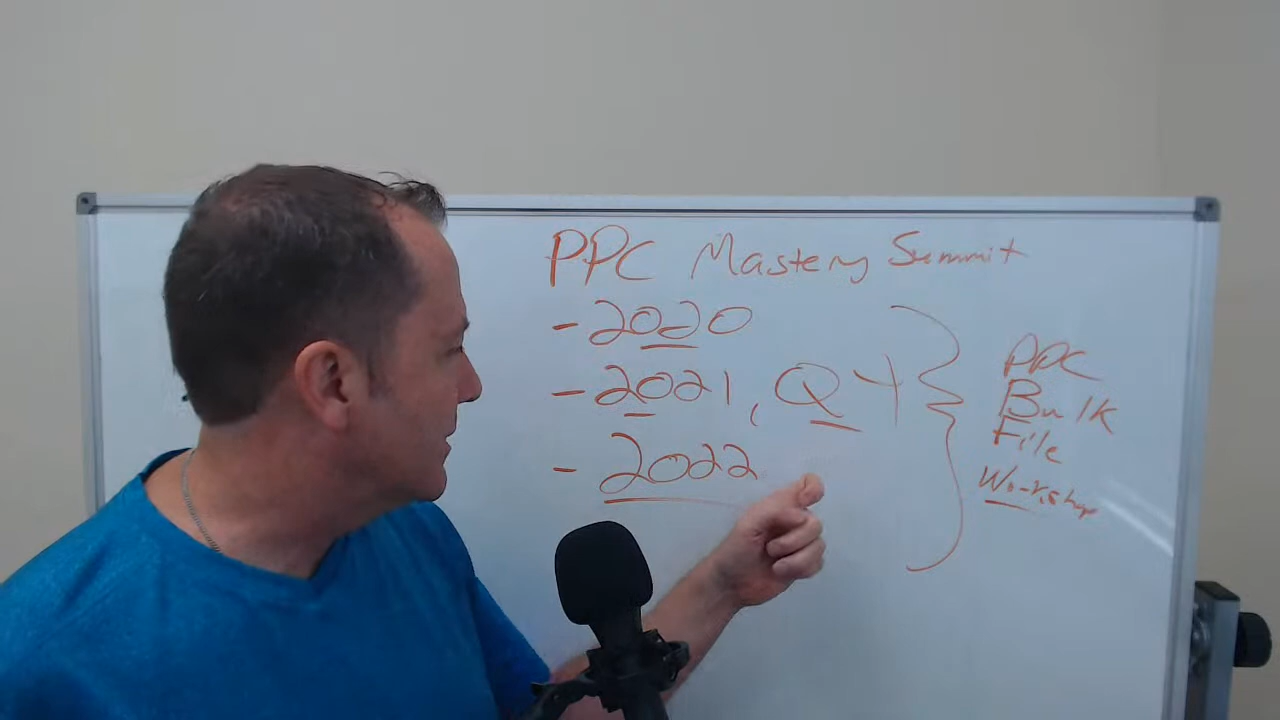 PPC Mastery Summit
- 2020
- 2021, Q4
- 2022
PPC
Bulk
File
Workshop